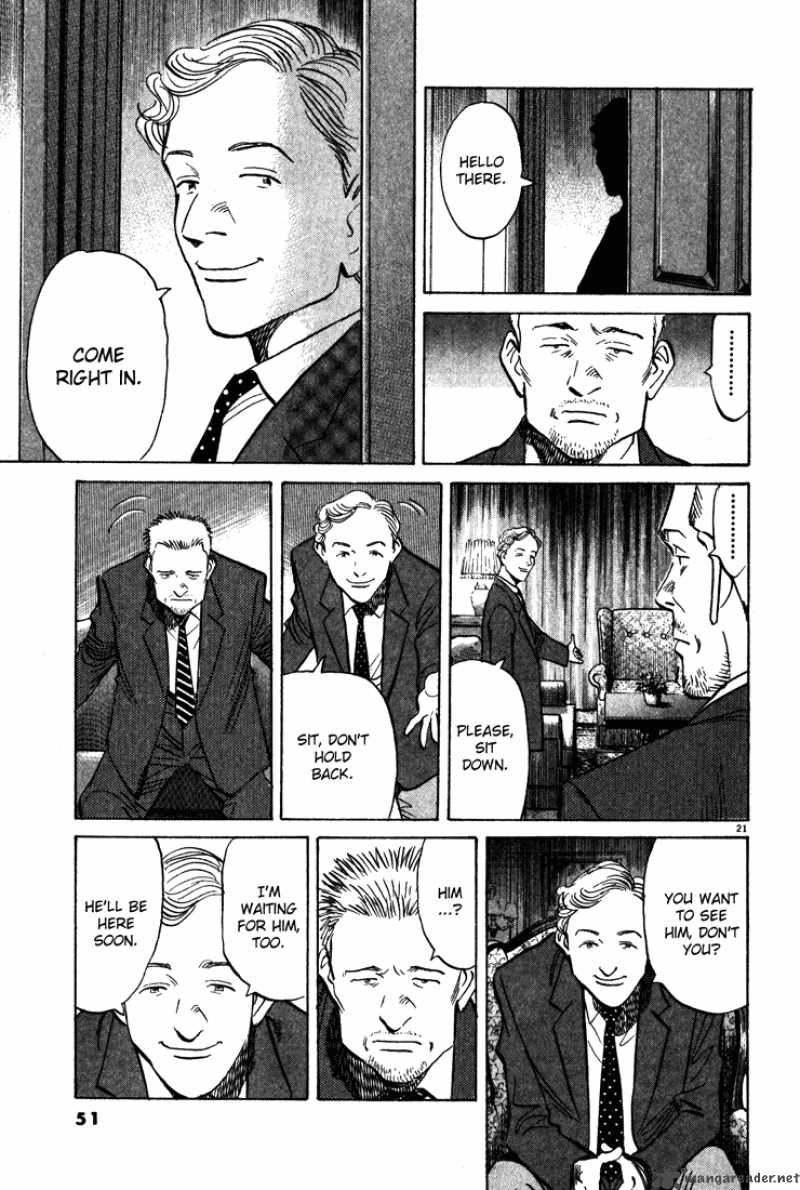 HELLO
THERE.
COME
RIGHT IN.
PLEASE,
SIT
DOWN.
SIT, DON'T
HOLD
BACK.
21
YOU WANT
TO SEE
HIM, DON'T
YOU?
HIM
...?
I'M
WAITING
FOR HIM,
TOO.
HE'LL BE
HERE
SOON.
51
mangareader.net